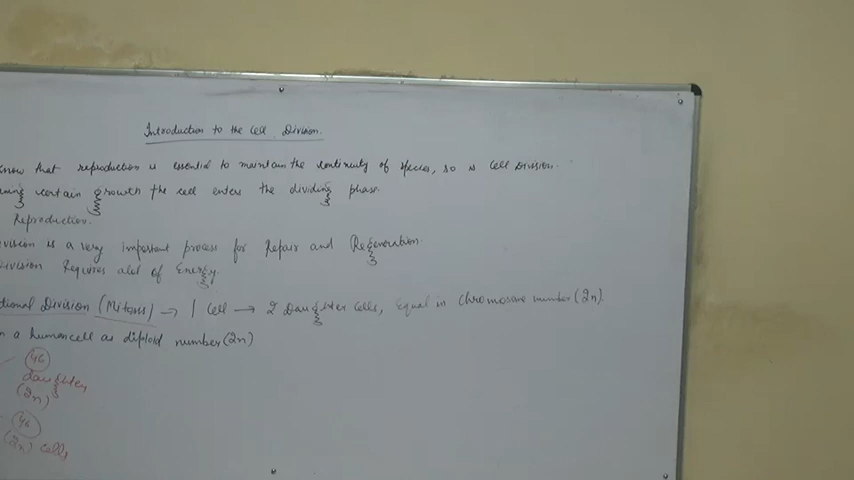 Introduction to the Cell Division.
know that reproduction is essential to maintain the continuity of species, so is Cell Division.
certain growth the cell enters the dividing phase.
Reproduction.
is a very important process for Repair and Regeneration.
Division Requires alot of Energy.
Division (Mitosis) → 1 Cell → 2 Daughter Cells, Equal in Chromosome number (2n).
a human cell as diploid number (2n)
46
Daughter
(2n)
46
(2n) cells